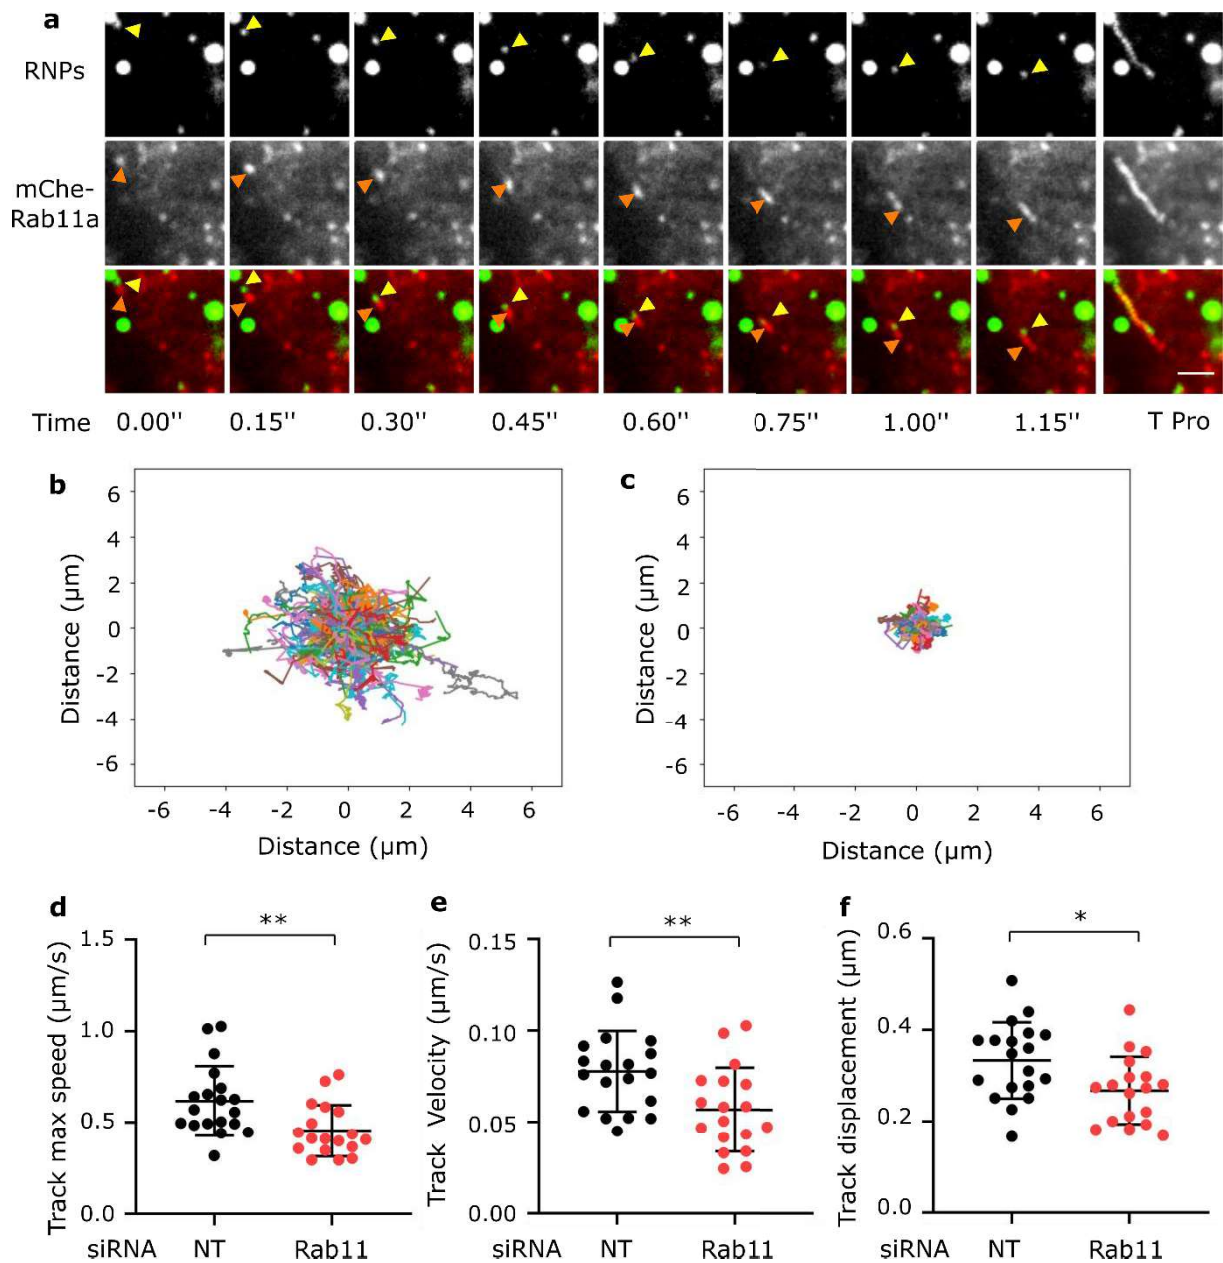 a
RNPs
mChe-
Rab11a
Time 0.00'' 0.15'' 0.30'' 0.45'' 0.60'' 0.75'' 1.00'' 1.15'' T Pro
b
Distance (µm)
6
4
2
0
-2
-4
-6
-6 -4 -2 0 2 4 6
Distance (µm)
c
Distance (µm)
6
4
2
0
-2
-4
-6
-6 -4 -2 0 2 4 6
Distance (µm)
d
**
Track max speed (µm/s)
1.5
1.0
0.5
0.0
siRNA NT Rab11
e
**
Track Velocity (µm/s)
0.15
0.10
0.05
0.00
siRNA NT Rab11
f
*
Track displacement (µm)
0.6
0.4
0.2
0.0
siRNA NT Rab11